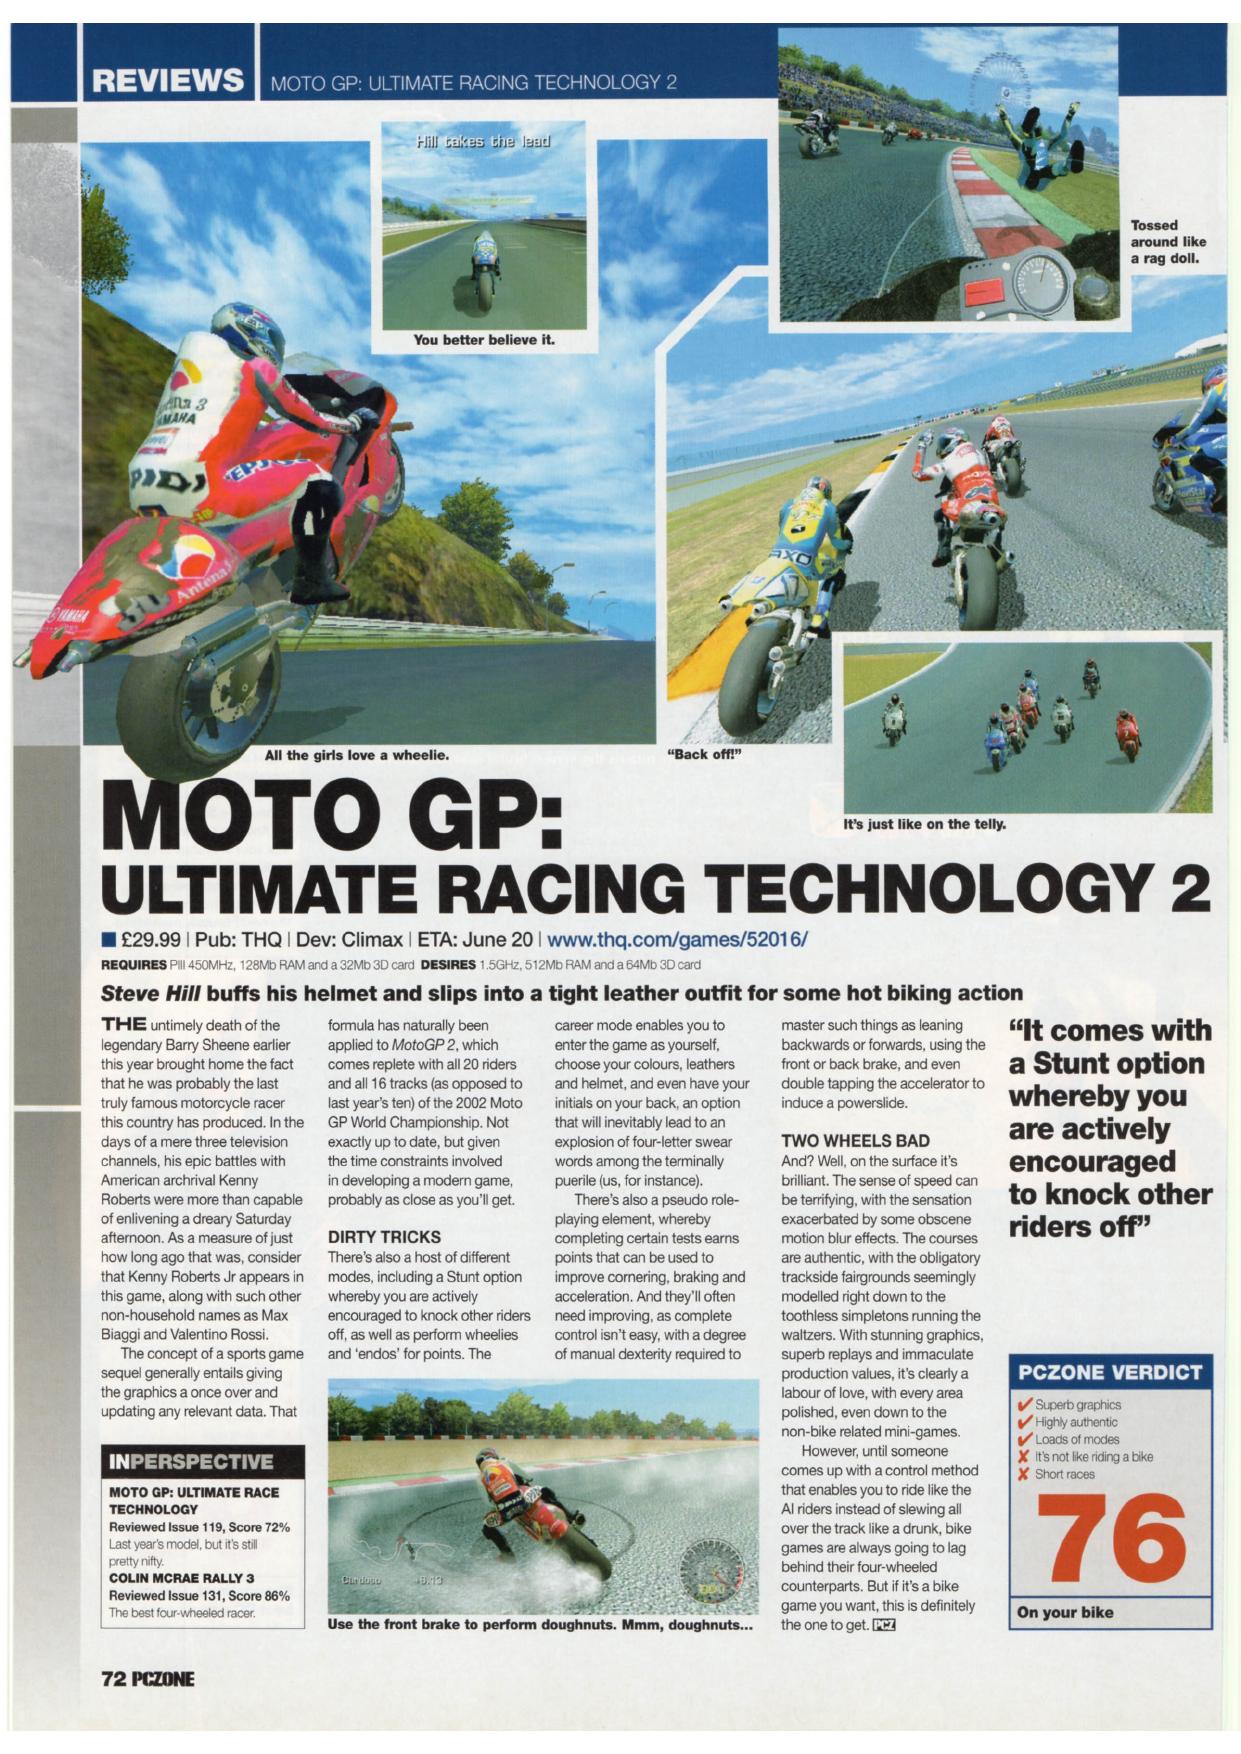 REVIEWS
MOTO GP: ULTIMATE RACING TECHNOLOGY 2
Hill takes the lead
You better believe it.
Tossed
around like
a rag doll.
All the girls love a wheelie.
"Back off!"
It's just like on the telly.
MOTO GP:
ULTIMATE RACING TECHNOLOGY 2
£29.99 | Pub: THQ | Dev: Climax | ETA: June 20 | www.thq.com/games/52016/
REQUIRES PIII 450MHz, 128Mb RAM and a 32Mb 3D card DESIRES 1.5GHz, 512Mb RAM and a 64Mb 3D card
Steve Hill buffs his helmet and slips into a tight leather outfit for some hot biking action
THE untimely death of the
legendary Barry Sheene earlier
this year brought home the fact
that he was probably the last
truly famous motorcycle racer
this country has produced. In the
days of a mere three television
channels, his epic battles with
American archrival Kenny
Roberts were more than capable
of enlivening a dreary Saturday
afternoon. As a measure of just
how long ago that was, consider
that Kenny Roberts Jr appears in
this game, along with such other
non-household names as Max
Biaggi and Valentino Rossi.
The concept of a sports game
sequel generally entails giving
the graphics a once over and
updating any relevant data. That
formula has naturally been
applied to MotoGP 2, which
comes replete with all 20 riders
and all 16 tracks (as opposed to
last year's ten) of the 2002 Moto
GP World Championship. Not
exactly up to date, but given
the time constraints involved
in developing a modern game,
probably as close as you'll get.
DIRTY TRICKS
There's also a host of different
modes, including a Stunt option
whereby you are actively
encouraged to knock other riders
off, as well as perform wheelies
and 'endos' for points. The
career mode enables you to
enter the game as yourself,
choose your colours, leathers
and helmet, and even have your
initials on your back, an option
that will inevitably lead to an
explosion of four-letter swear
words among the terminally
puerile (us, for instance).
There's also a pseudo role-
playing element, whereby
completing certain tests earns
points that can be used to
improve cornering, braking and
acceleration. And they'll often
need improving, as complete
control isn't easy, with a degree
of manual dexterity required to
master such things as leaning
backwards or forwards, using the
front or back brake, and even
double tapping the accelerator to
induce a powerslide.
TWO WHEELS BAD
And? Well, on the surface it's
brilliant. The sense of speed can
be terrifying, with the sensation
exacerbated by some obscene
motion blur effects. The courses
are authentic, with the obligatory
trackside fairgrounds seemingly
modelled right down to the
toothless simpletons running the
waltzers. With stunning graphics,
superb replays and immaculate
production values, it's clearly a
labour of love, with every area
polished, even down to the
non-bike related mini-games.
However, until someone
comes up with a control method
that enables you to ride like the
AI riders instead of slewing all
over the track like a drunk, bike
games are always going to lag
behind their four-wheeled
counterparts. But if it's a bike
game you want, this is definitely
the one to get. PCZ
"It comes with
a Stunt option
whereby you
are actively
encouraged
to knock other
riders off"
INPERSPECTIVE
MOTO GP: ULTIMATE RACE
TECHNOLOGY
Reviewed Issue 119, Score 72%
Last year's model, but it's still
pretty nifty.
COLIN MCRAE RALLY 3
Reviewed Issue 131, Score 86%
The best four-wheeled racer.
Cardoso
Use the front brake to perform doughnuts. Mmm, doughnuts...
PCZONE VERDICT
✓ Superb graphics
✓ Highly authentic
✓ Loads of modes
✗ It's not like riding a bike
✗ Short races
76
On your bike
72 PCZONE